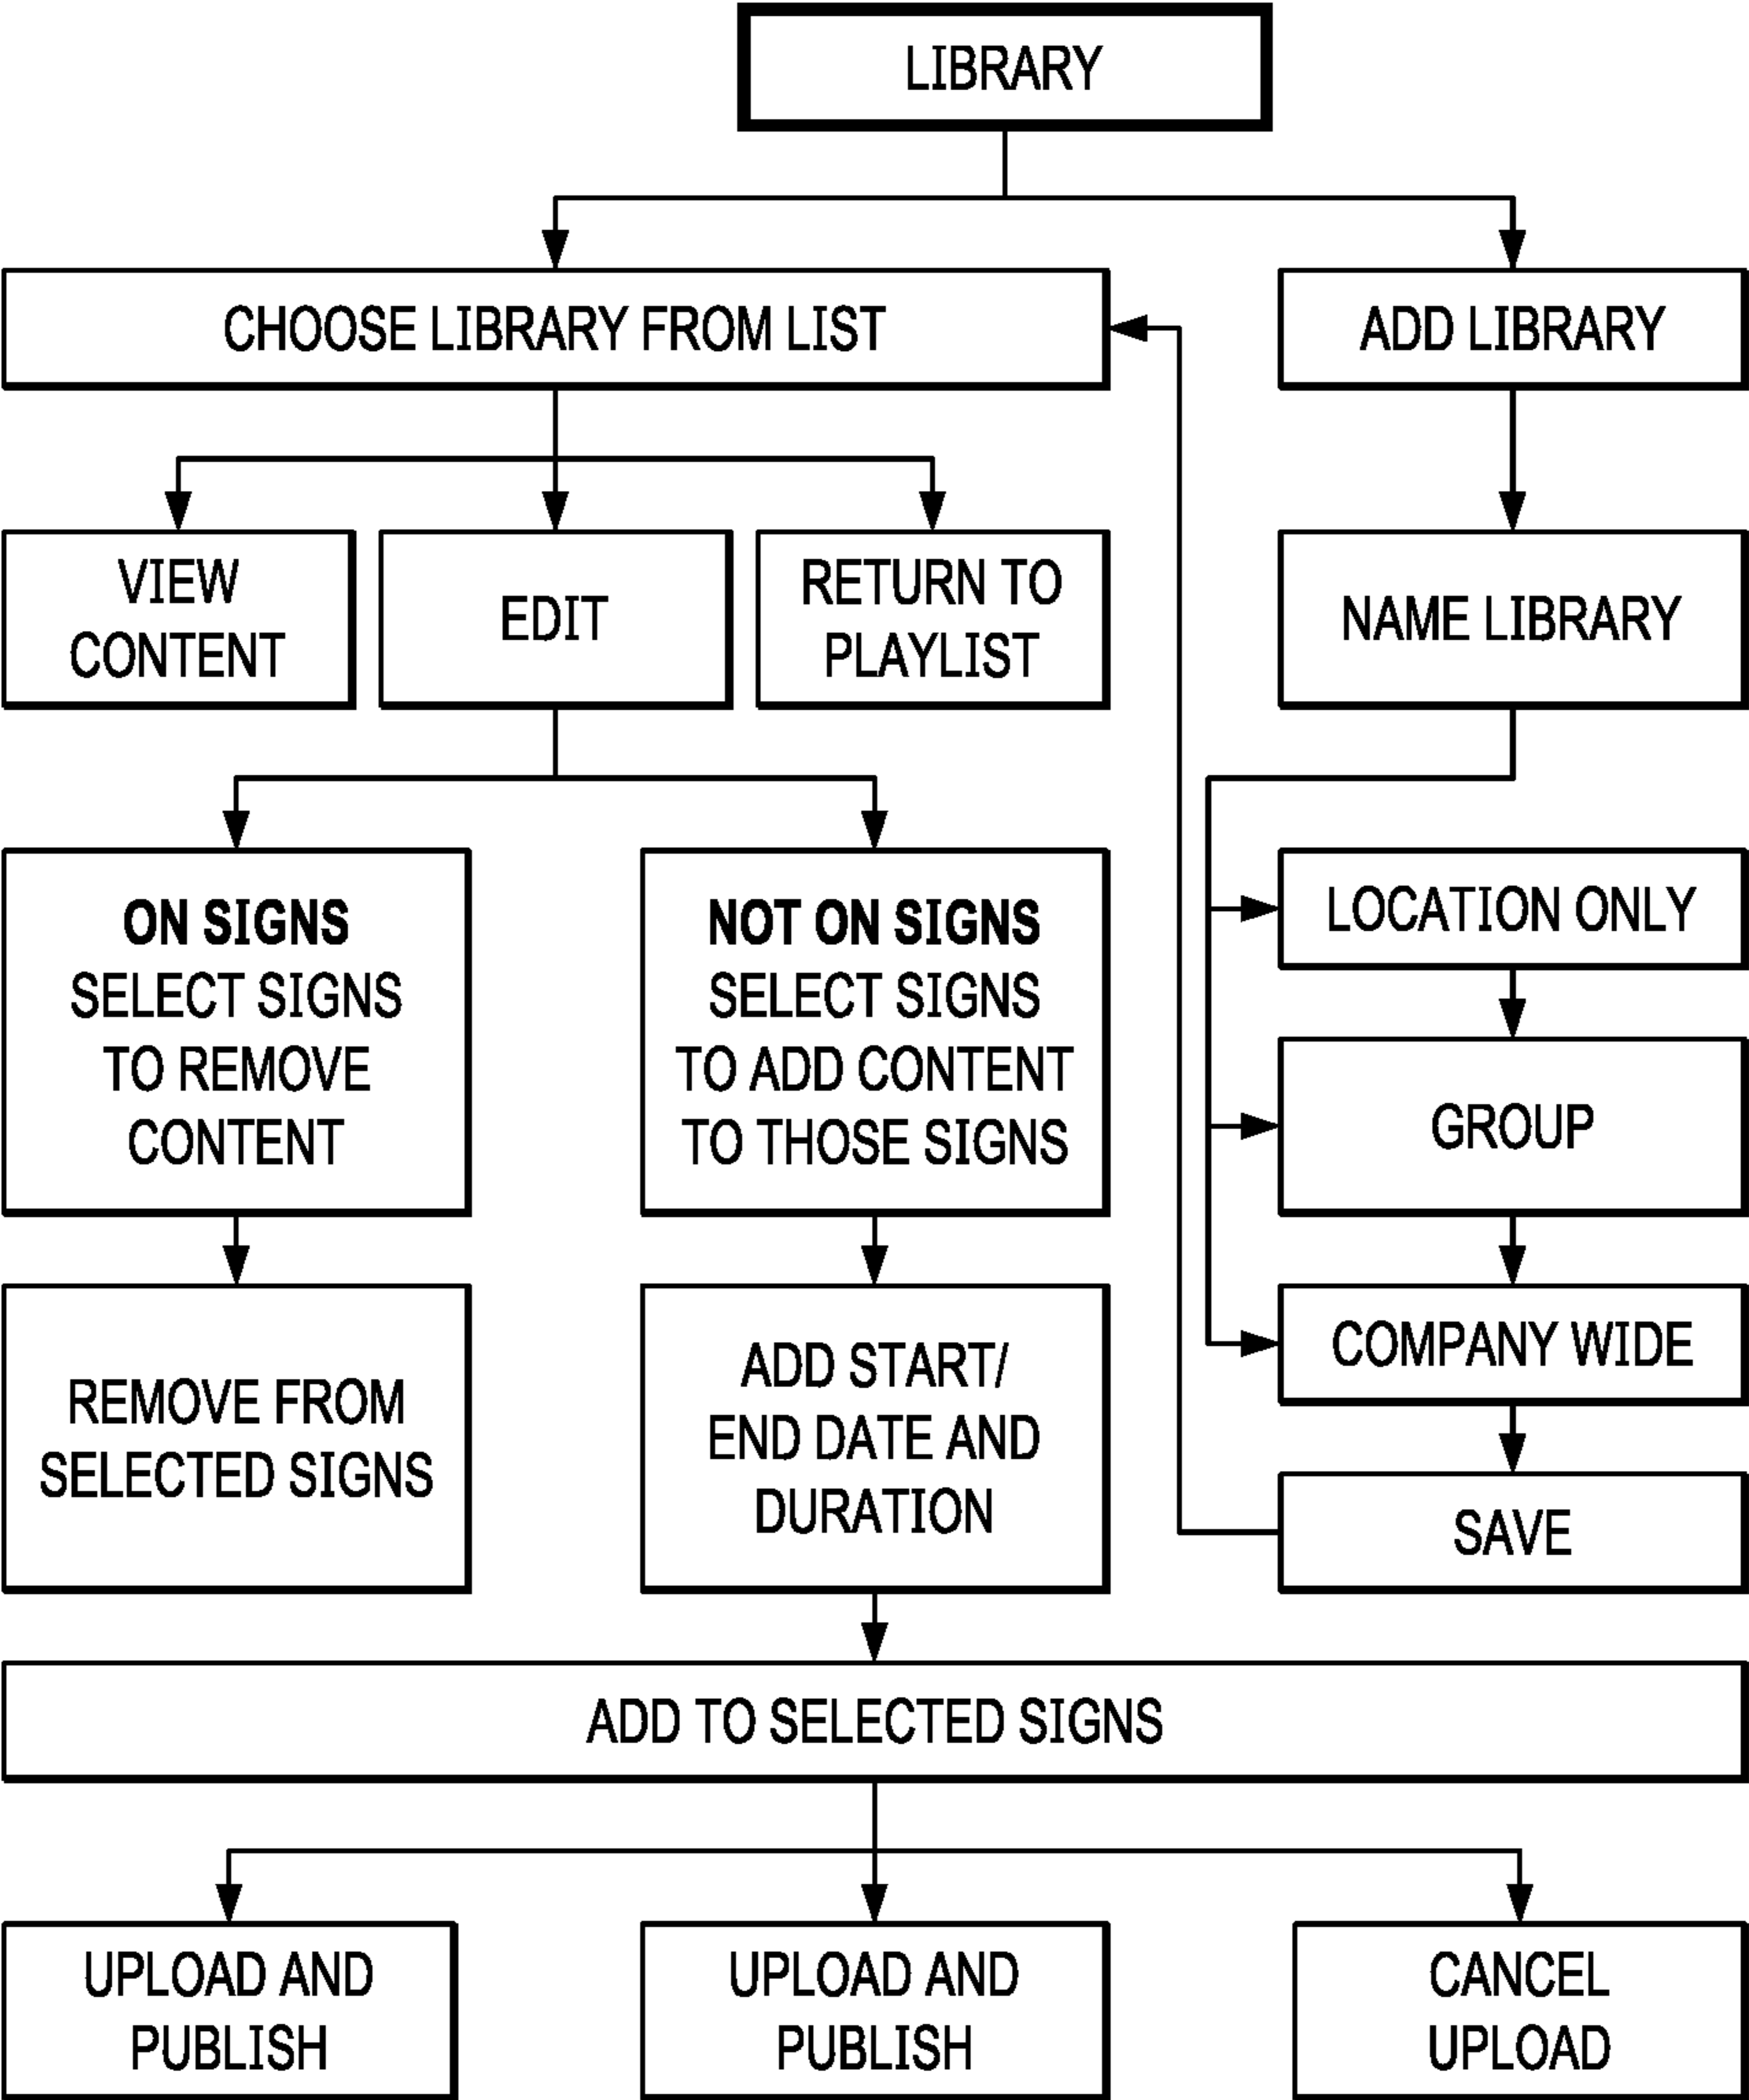 LIBRARY
CHOOSE LIBRARY FROM LIST
ADD LIBRARY
VIEW
CONTENT
EDIT
RETURN TO
PLAYLIST
NAME LIBRARY
ON SIGNS
SELECT SIGNS
TO REMOVE
CONTENT
NOT ON SIGNS
SELECT SIGNS
TO ADD CONTENT
TO THOSE SIGNS
LOCATION ONLY
GROUP
REMOVE FROM
SELECTED SIGNS
ADD START/
END DATE AND
DURATION
COMPANY WIDE
SAVE
ADD TO SELECTED SIGNS
UPLOAD AND
PUBLISH
UPLOAD AND
PUBLISH
CANCEL
UPLOAD